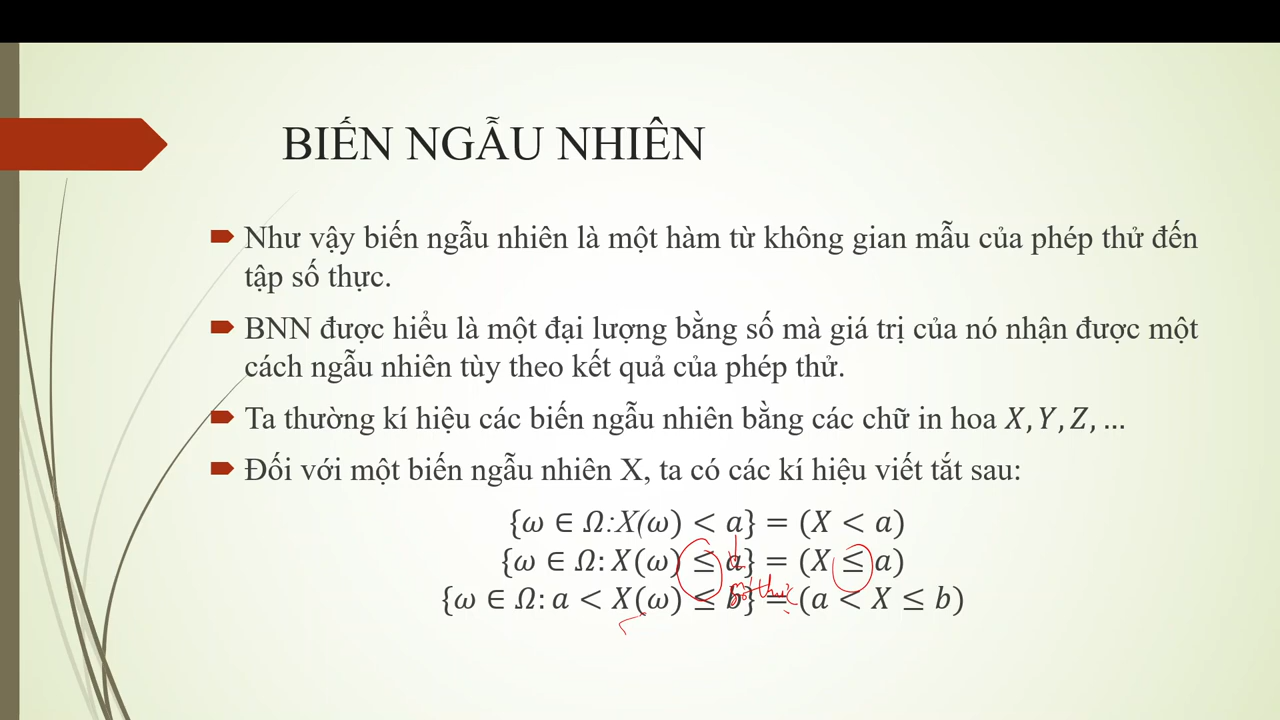 BIẾN NGẪU NHIÊN
Như vậy biến ngẫu nhiên là một hàm từ không gian mẫu của phép thử đến
tập số thực.
BNN được hiểu là một đại lượng bằng số mà giá trị của nó nhận được một
cách ngẫu nhiên tùy theo kết quả của phép thử.
Ta thường kí hiệu các biến ngẫu nhiên bằng các chữ in hoa X, Y, Z, …
Đối với một biến ngẫu nhiên X, ta có các kí hiệu viết tắt sau:
{ω ∈ Ω:X(ω) < a} = (X < a)
{ω ∈ Ω: X(ω) ≤ a} = (X ≤ a)
số thực
{ω ∈ Ω: a < X(ω) ≤ b} = (a < X ≤ b)